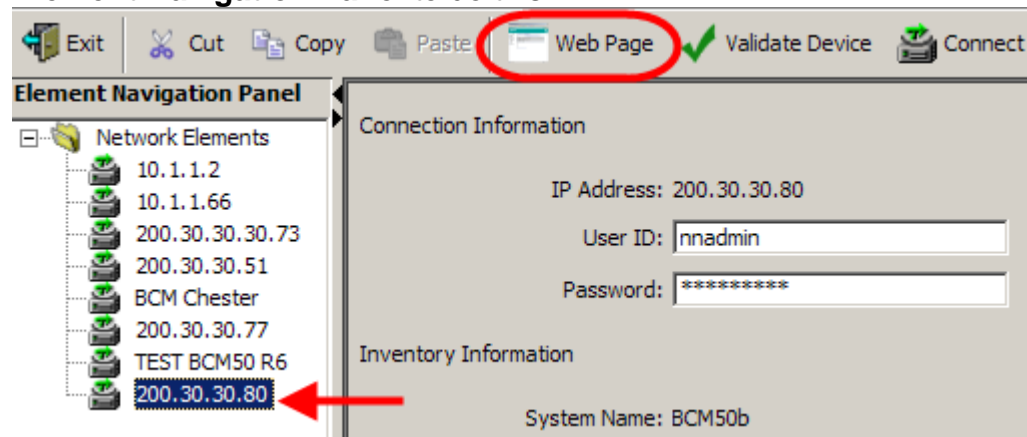 Exit Cut Copy Paste Web Page Validate Device Connect
Element Navigation Panel
Network Elements
10.1.1.2
10.1.1.66
200.30.30.30.73
200.30.30.51
BCM Chester
200.30.30.77
TEST BCM50 R6
200.30.30.80
Connection Information
IP Address: 200.30.30.80
User ID: nnadmin
Password: *********
Inventory Information
System Name: BCM50b